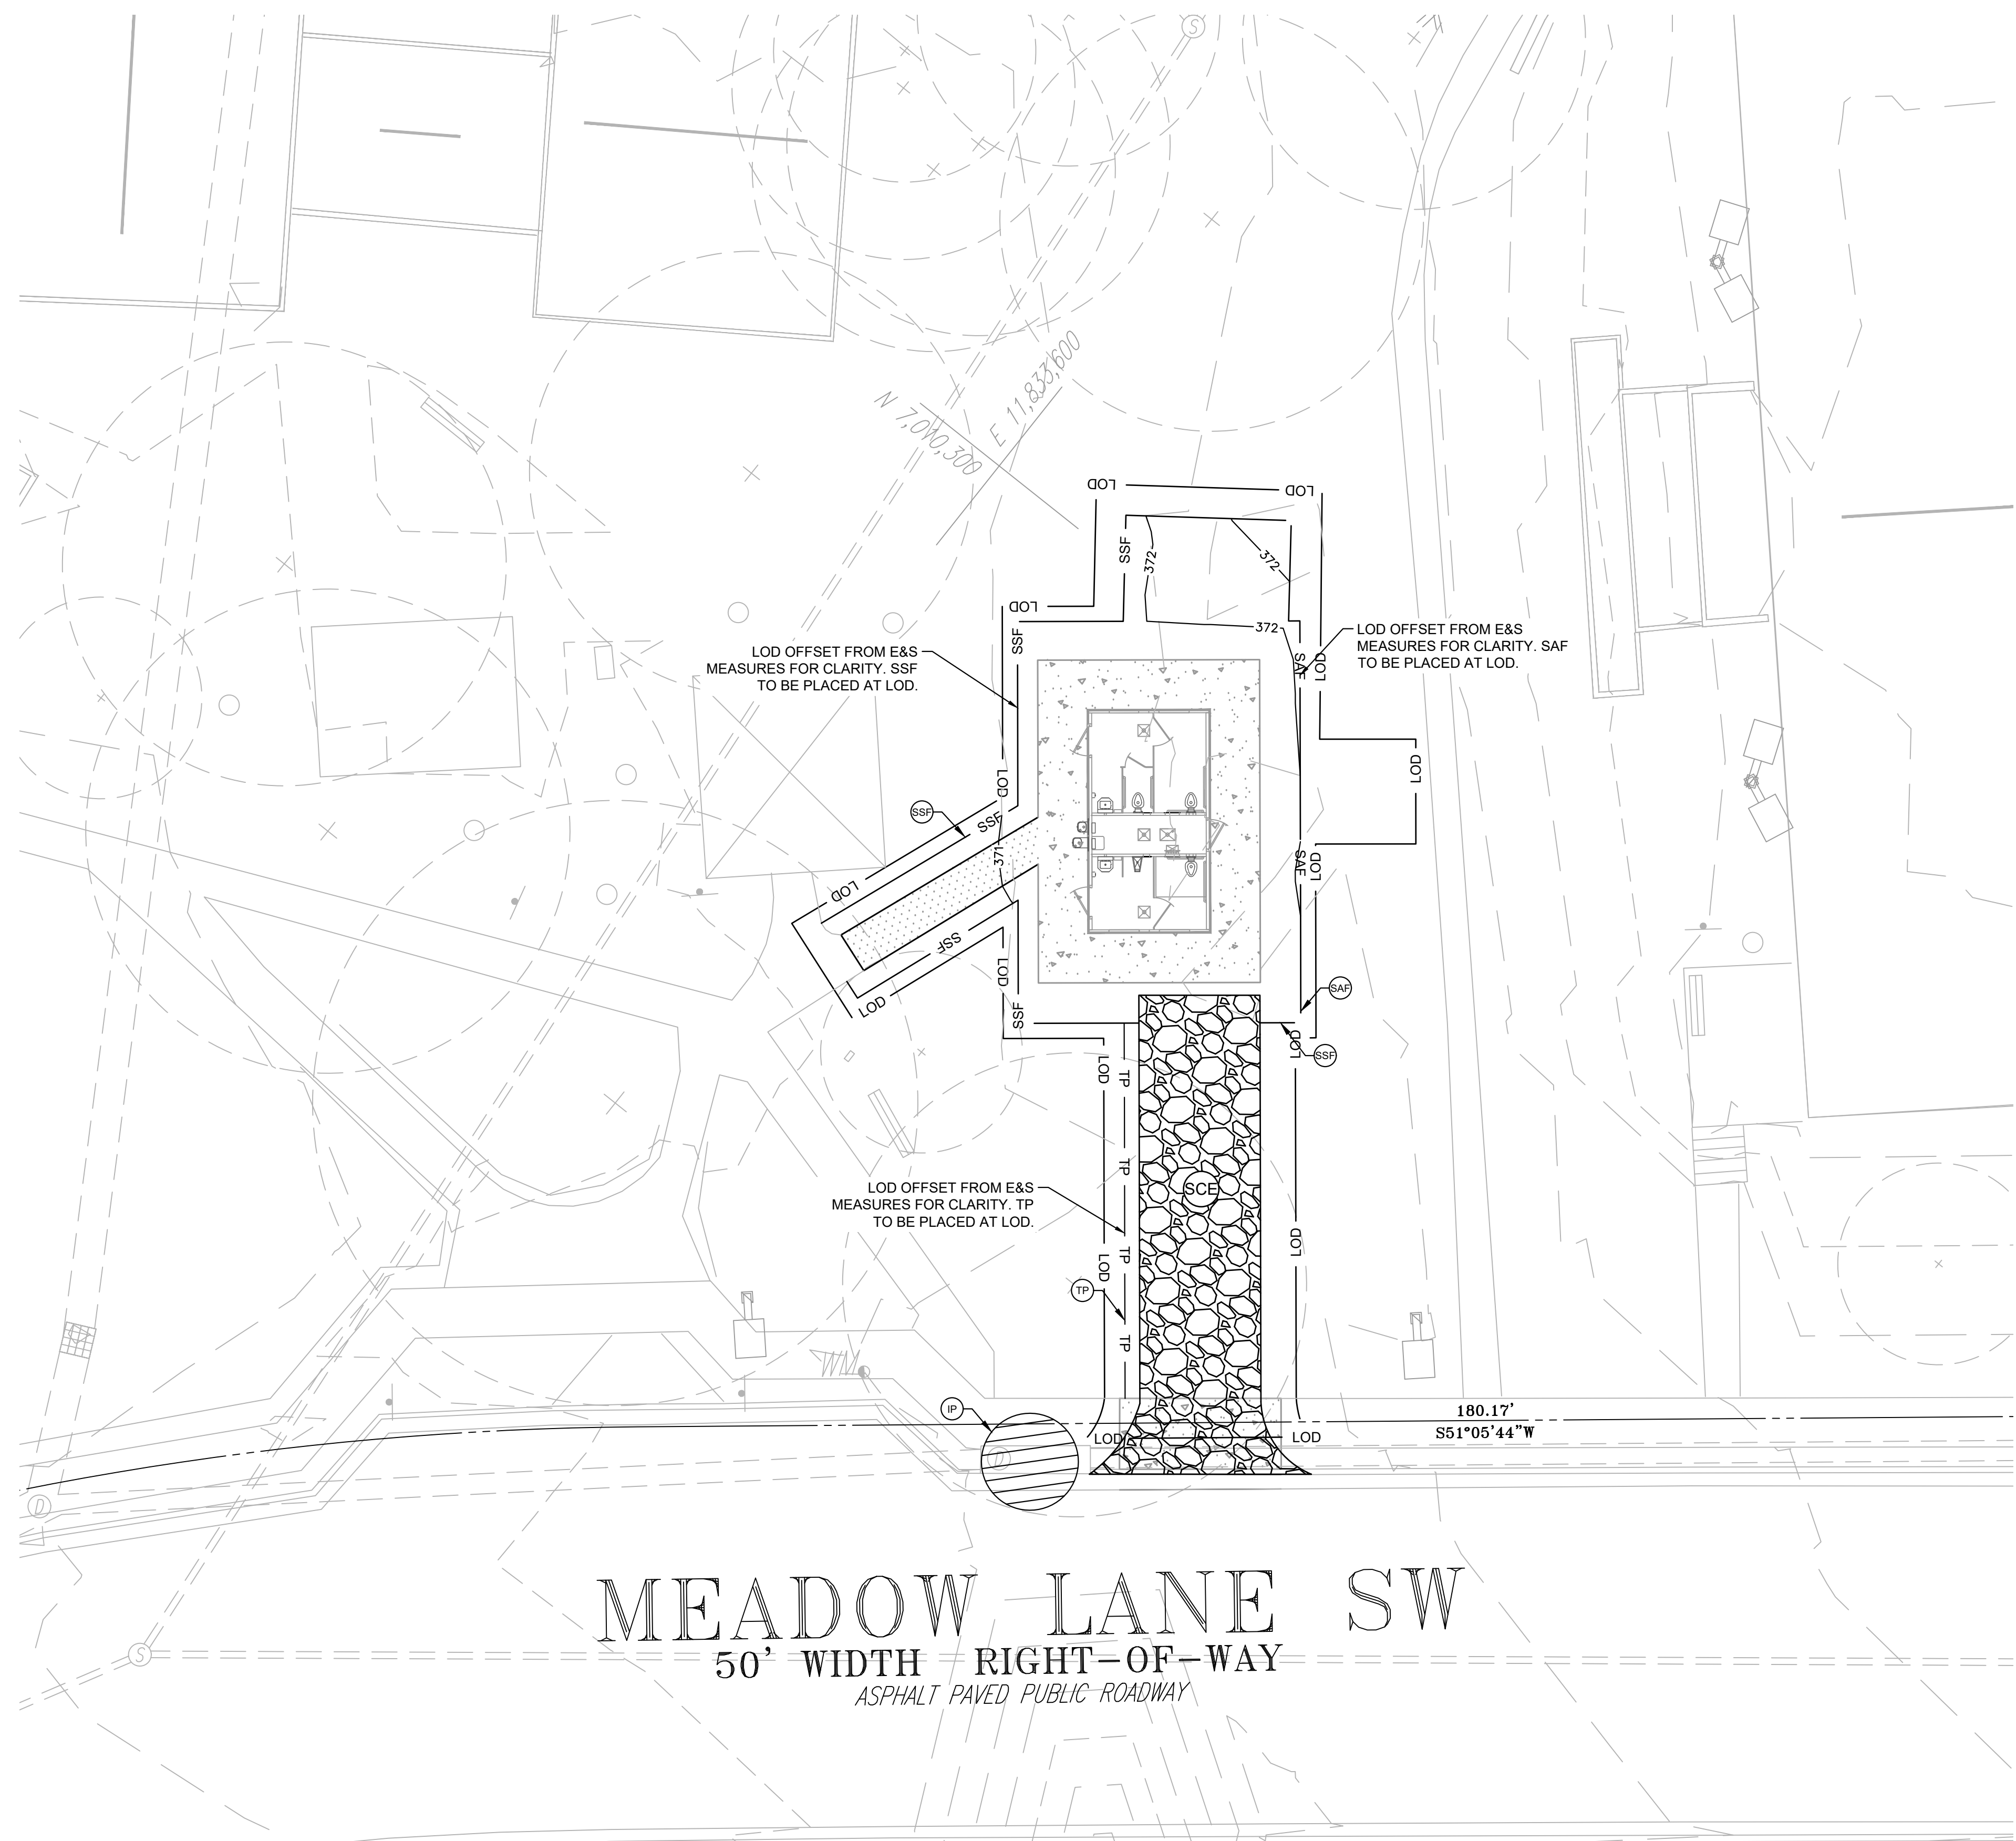 S
N 7,010,300
E 11,833,600
LOD
LOD
SSF
372
372
LOD
372
SSF
LOD OFFSET FROM E&S
MEASURES FOR CLARITY. SSF
TO BE PLACED AT LOD.
SAF
LOD
LOD OFFSET FROM E&S
MEASURES FOR CLARITY. SAF
TO BE PLACED AT LOD.
LOD
LOD
SSF
SSF
371
SAF
LOD
LOD
SSF
LOD
LOD
SSF
SAF
LOD
SSF
LOD
TP
TP
SCE
LOD OFFSET FROM E&S
MEASURES FOR CLARITY. TP
TO BE PLACED AT LOD.
LOD
TP
LOD
TP
TP
IP
180.17'
LOD
LOD
S51°05'44"W
D
D
MEADOW LANE SW
S
50' WIDTH RIGHT-OF-WAY
ASPHALT PAVED PUBLIC ROADWAY